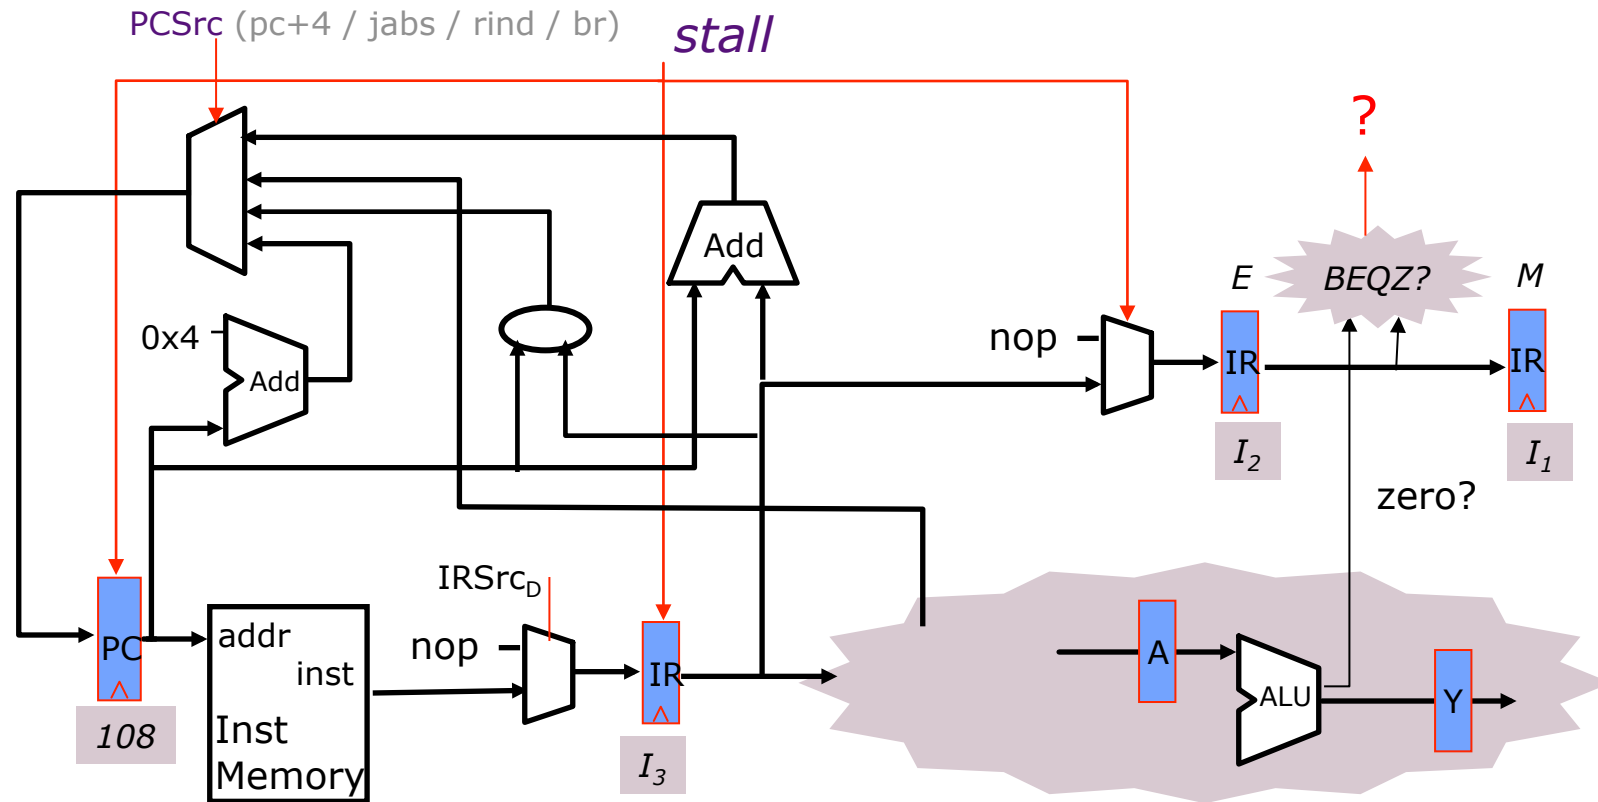 PCSrc (pc+4 / jabs / rind / br)
stall
?
Add
E
BEQZ?
M
0x4
Add
nop
IR
IR
I2
I1
zero?
IRSrcD
nop
PC
addr
inst
Inst
Memory
IR
A
ALU
Y
108
I3